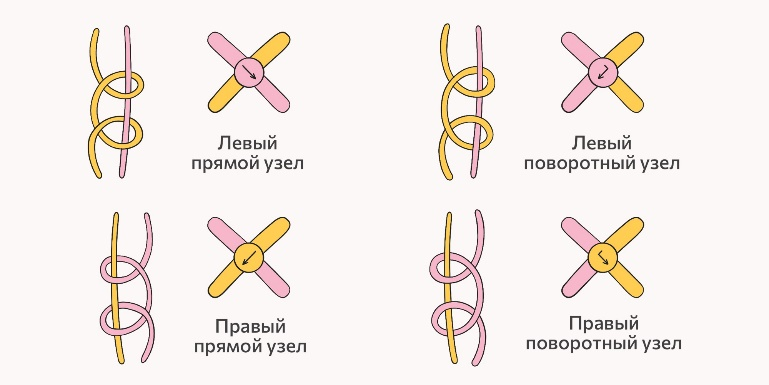 Левый
прямой узел
Левый
поворотный узел
Правый
прямой узел
Правый
поворотный узел